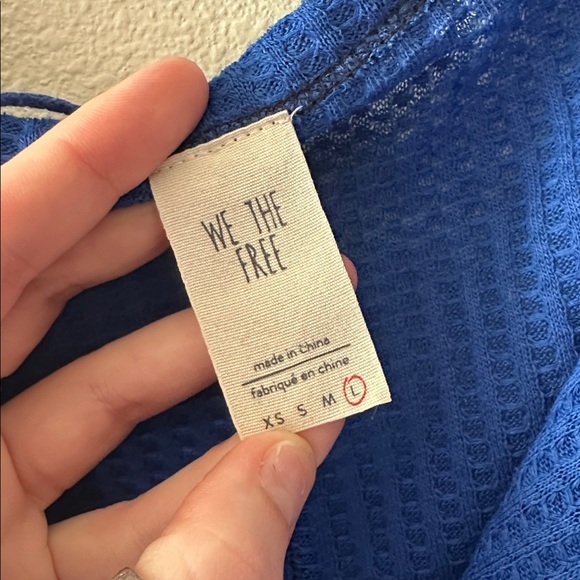 WE THE
FREE
made in China
fabriqué en chine
XS S M L